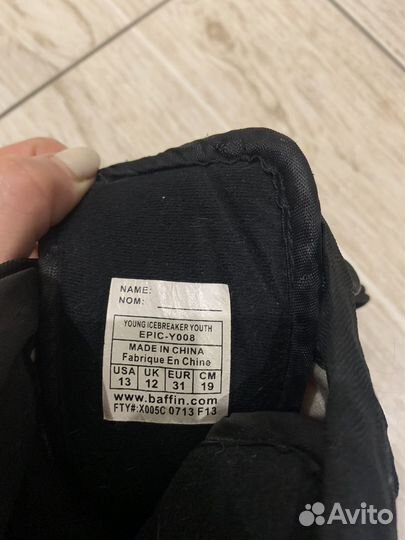 NAME:
NOM:
YOUNG ICEBREAKER YOUTH
EPIC-Y008
MADE IN CHINA
Fabrique En Chine
USA UK EUR CM
13 12 31 19
www.baffin.com
FTY#:X005C 0713 F13
Avito